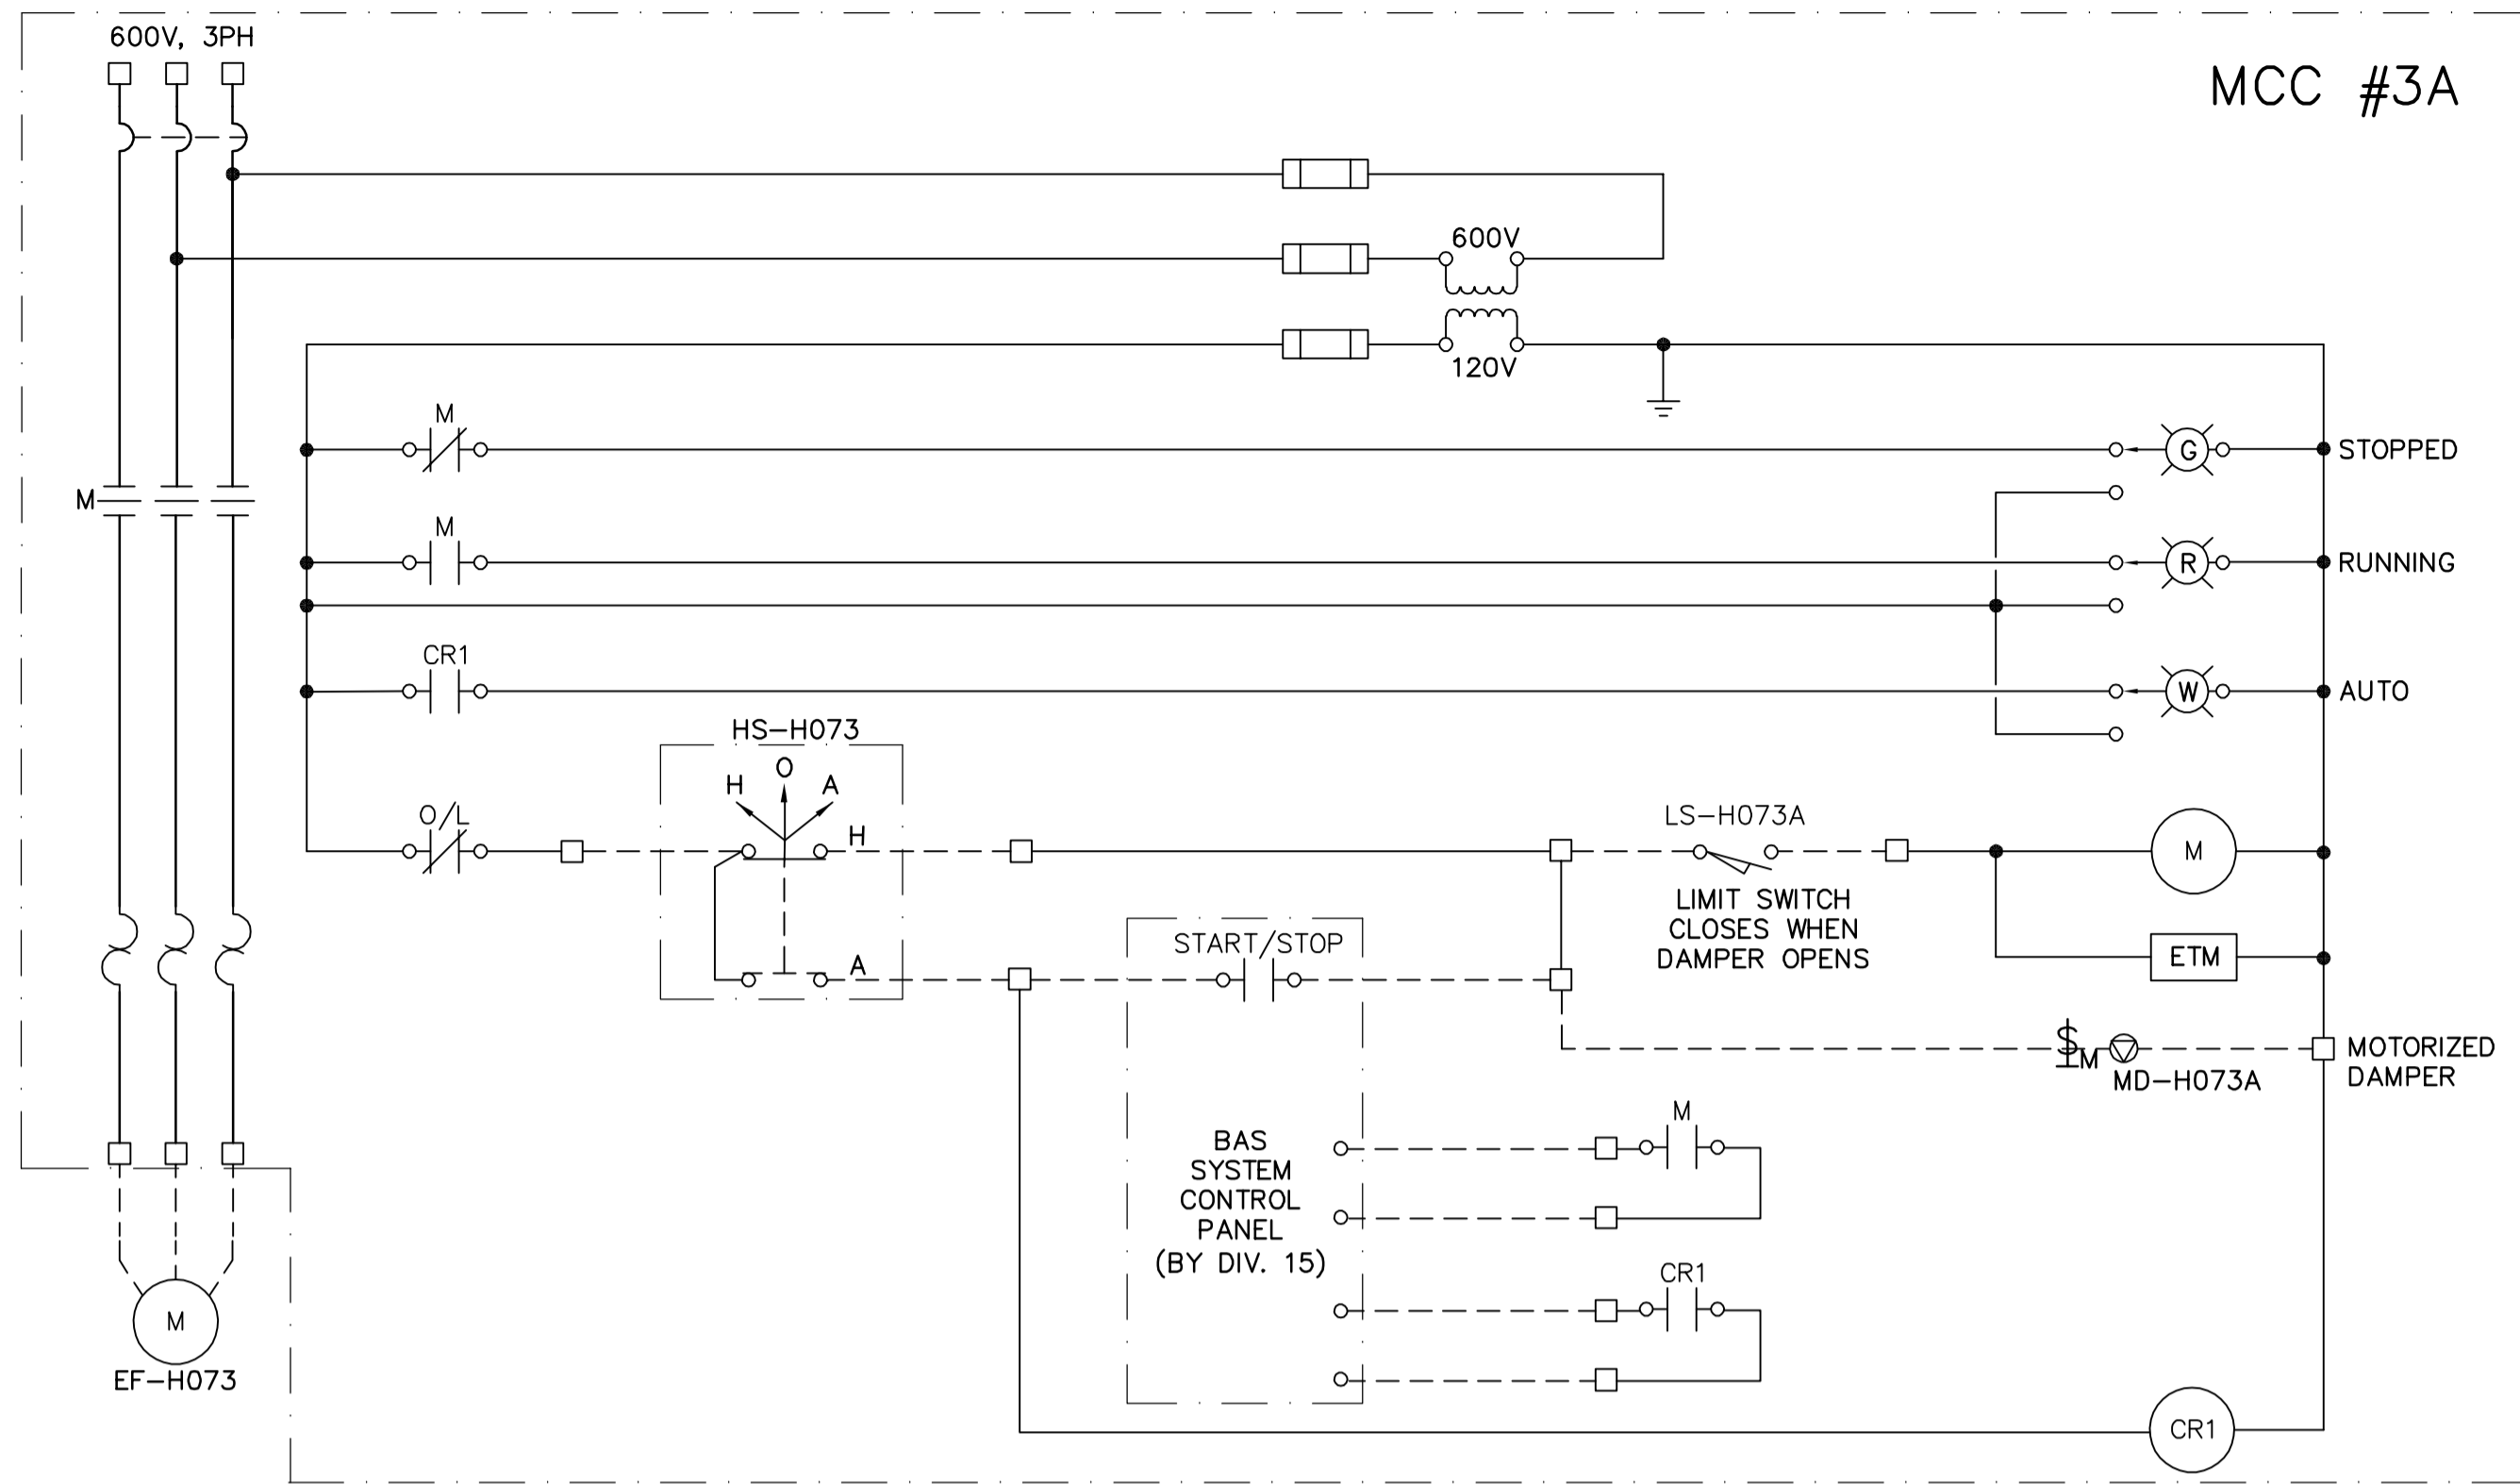 600V, 3PH
MCC #3A
600V
120V
M
G
STOPPED
M
M
R
RUNNING
CR1
W
AUTO
HS-H073
O
H
A
O/L
H
LS-H073A
M
LIMIT SWITCH
CLOSES WHEN
DAMPER OPENS
START/STOP
A
ETM
$M
MOTORIZED
DAMPER
MD-H073A
M
BAS
SYSTEM
CONTROL
PANEL
(BY DIV. 15)
CR1
M
EF-H073
CR1